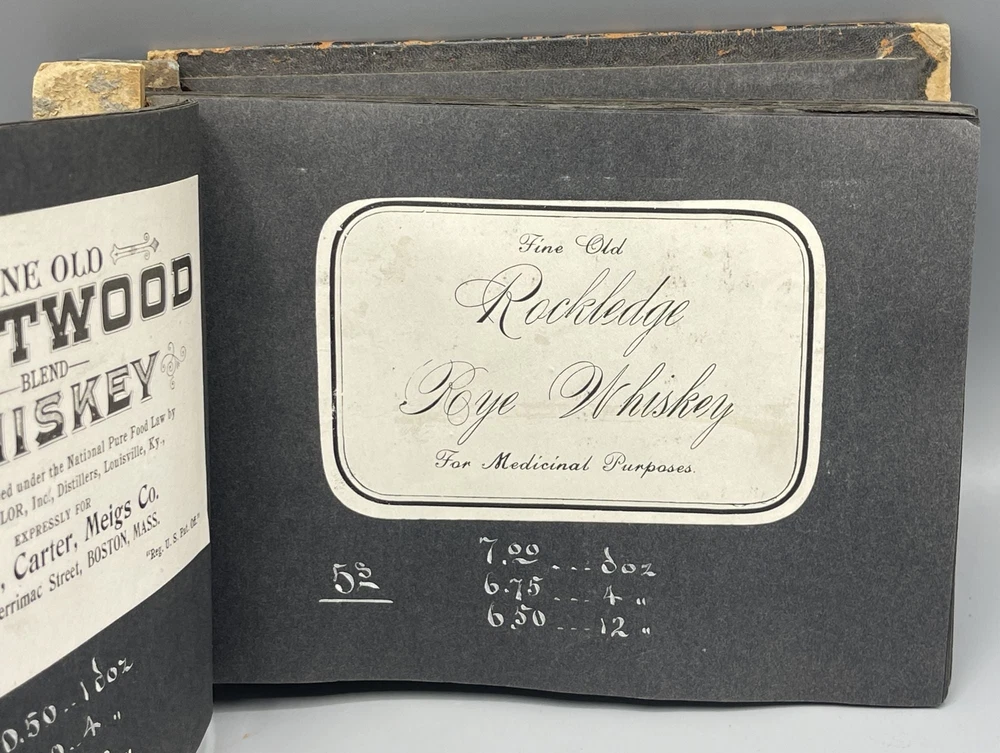 NE OLD
TWOOD
BLEND
HISKEY
ed under the National Pure Food Law by
LOR, Inc., Distillers, Louisville, Ky.,
EXPRESSLY FOR
, Carter, Meigs Co.
errimac Street, BOSTON, MASS.
"Reg. U. S. Pat. Off."
0.50 -- 1 doz
0. -- 4 "
Fine Old
Rockledge
Rye Whiskey
For Medicinal Purposes.
7.00 --- doz
6.75 --- 4 "
6.50 --- 12 "